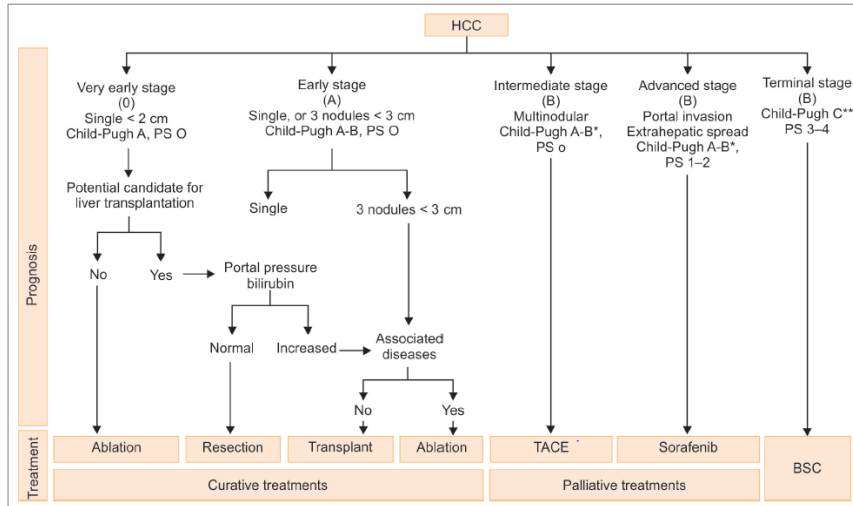 HCC
Prognosis
Very early stage
(0)
Single < 2 cm
Child-Pugh A, PS O
Early stage
(A)
Single, or 3 nodules < 3 cm
Child-Pugh A-B, PS O
Intermediate stage
(B)
Multinodular
Child-Pugh A-B*,
PS o
Advanced stage
(B)
Portal invasion
Extrahepatic spread
Child-Pugh A-B*,
PS 1–2
Terminal stage
(B)
Child-Pugh C**
PS 3–4
Potential candidate for
liver transplantation
Single
3 nodules < 3 cm
No
Yes
Portal pressure
bilirubin
Normal
Increased
Associated
diseases
No
Yes
Treatment
Ablation
Resection
Transplant
Ablation
TACE
Sorafenib
BSC
Curative treatments
Palliative treatments